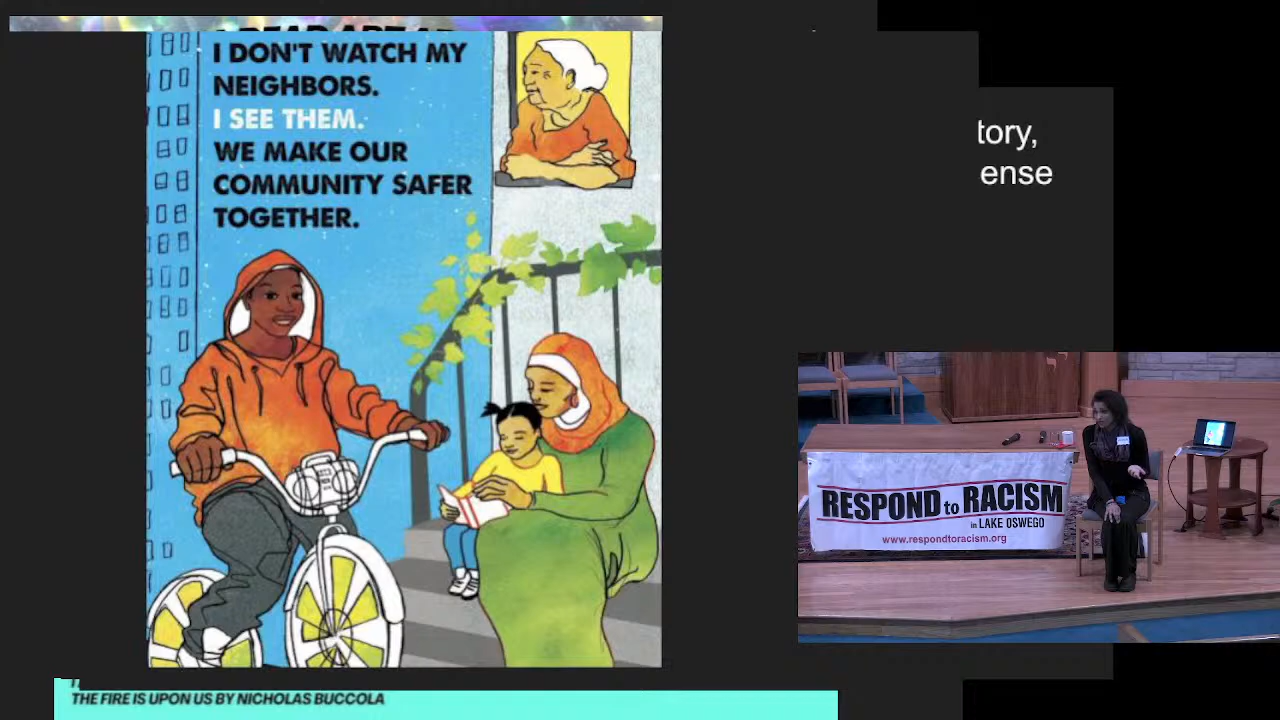 I DON'T WATCH MY
NEIGHBORS.
I SEE THEM.
WE MAKE OUR
COMMUNITY SAFER
TOGETHER.
tory,
ense
RESPOND to RACISM
in LAKE OSWEGO
www.respondtoracism.org
THE FIRE IS UPON US BY NICHOLAS BUCCOLA